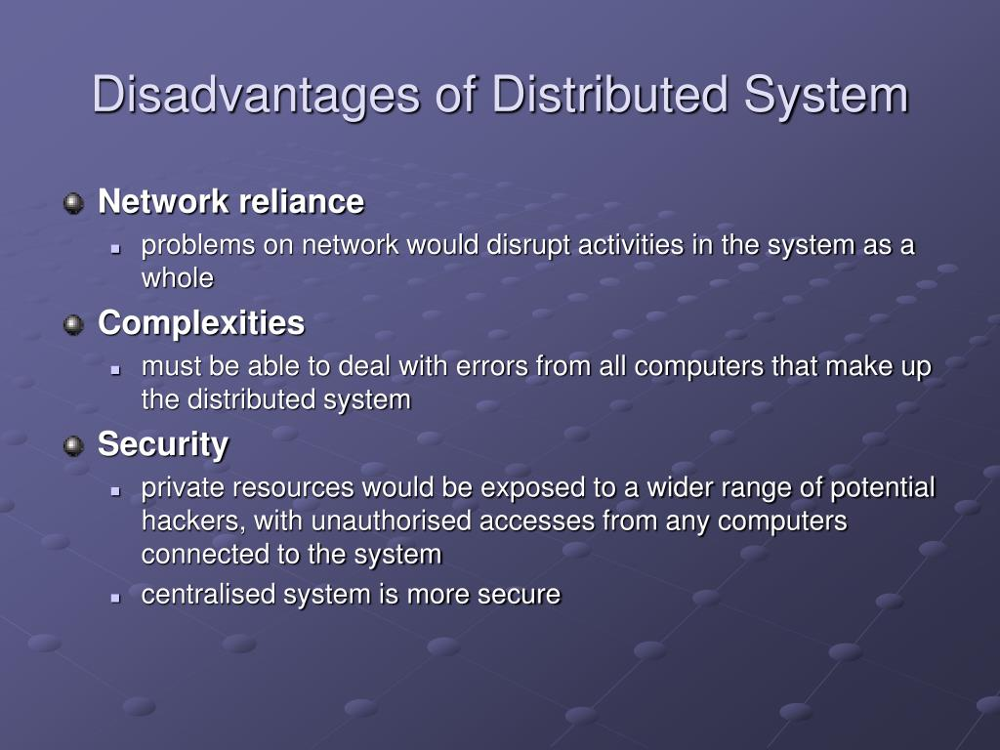 Disadvantages of Distributed System
Network reliance
problems on network would disrupt activities in the system as a
whole
Complexities
must be able to deal with errors from all computers that make up
the distributed system
Security
private resources would be exposed to a wider range of potential
hackers, with unauthorised accesses from any computers
connected to the system
centralised system is more secure